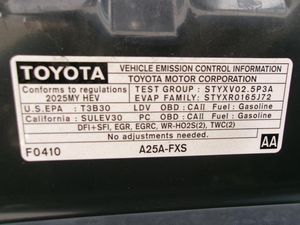 TOYOTA
VEHICLE EMISSION CONTROL INFORMATION
TOYOTA MOTOR CORPORATION
Conforms to regulations
2025MY HEV
TEST GROUP : STYXV02.5P3A
EVAP FAMILY: STYXR0165J72
U.S.EPA : T3B30 LDV OBD : CAII Fuel : Gasoline
California : SULEV30 PC OBD : CAII Fuel : Gasoline
DFI+SFI, EGR, EGRC, WR-HO2S(2), TWC(2)
No adjustments needed.
F0410 A25A-FXS AA